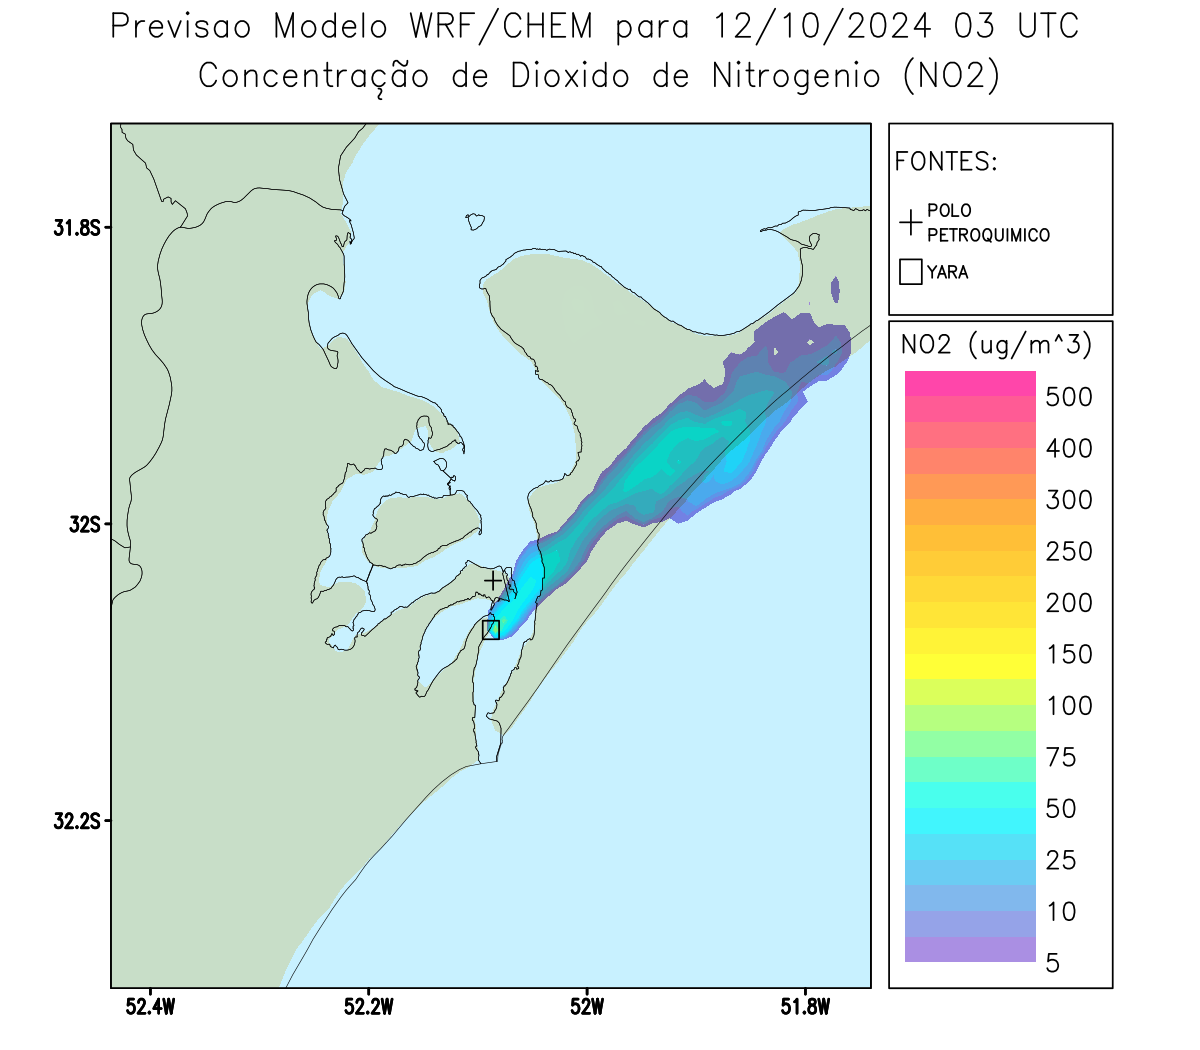 Previsao Modelo WRF/CHEM para 12/10/2024 03 UTC
Concentração de Dioxido de Nitrogenio (NO2)
FONTES:
POLO
PETROQUIMICO
YARA
NO2 (ug/m^3)
500
400
300
250
200
150
100
75
50
25
10
5
31.8S
32S
32.2S
52.4W
52.2W
52W
51.8W